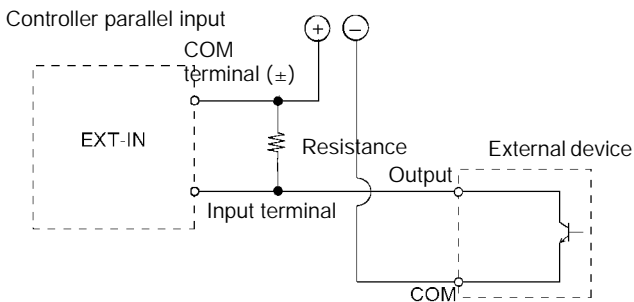 Controller parallel input
+ −
COM
terminal (±)
EXT-IN
Resistance
External device
Output
Input terminal
COM